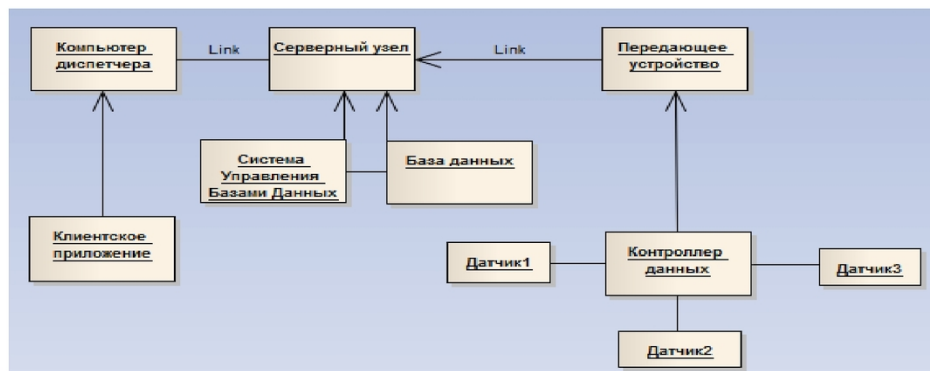 Компьютер
диспетчера
Link
Серверный узел
Link
Передающее
устройство
Система
Управления
Базами Данных
База данных
Клиентское
приложение
Датчик1
Контроллер
данных
Датчик3
Датчик2